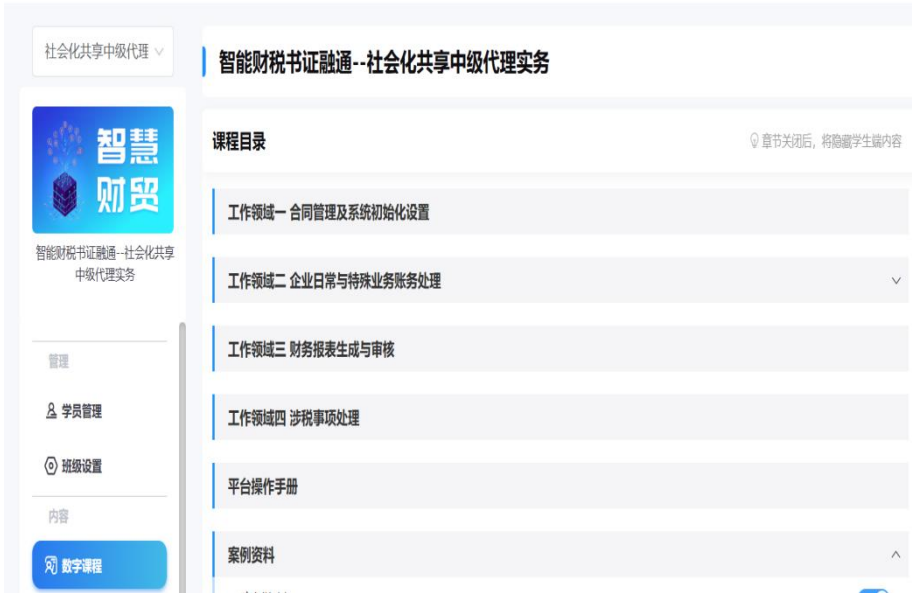 社会化共享中级代理
智能财税书证融通--社会化共享中级代理实务
智慧
财贸
智能财税书证融通--社会化共享
中级代理实务
管理
学员管理
班级设置
内容
数字课程
课程目录
章节关闭后，将隐藏学生端内容
工作领域一 合同管理及系统初始化设置
工作领域二 企业日常与特殊业务账务处理
工作领域三 财务报表生成与审核
工作领域四 涉税事项处理
平台操作手册
案例资料